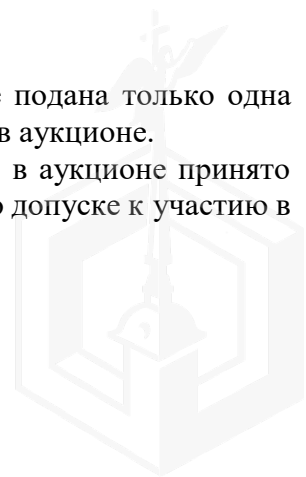 подана только одна
в аукционе.
в аукционе принято
о допуске к участию в